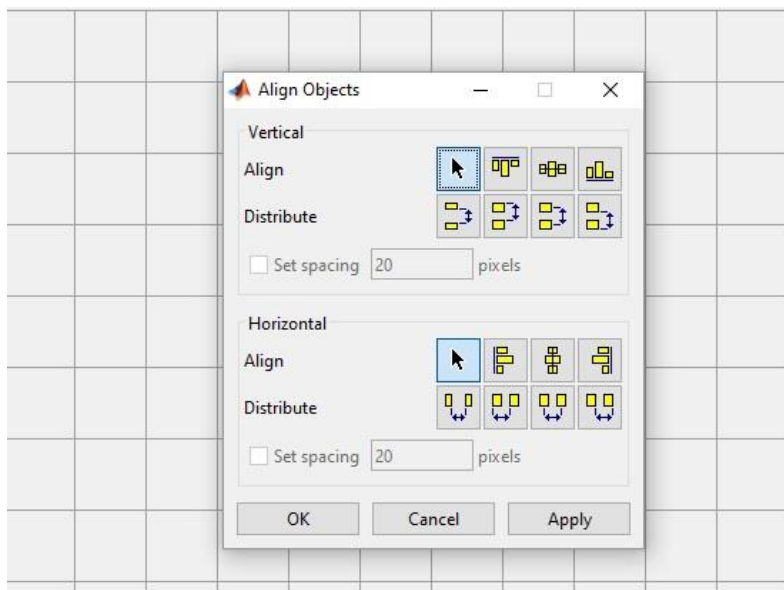 Align Objects
Vertical
Align
Distribute
Set spacing 20 pixels
Horizontal
Align
Distribute
Set spacing 20 pixels
OK Cancel Apply